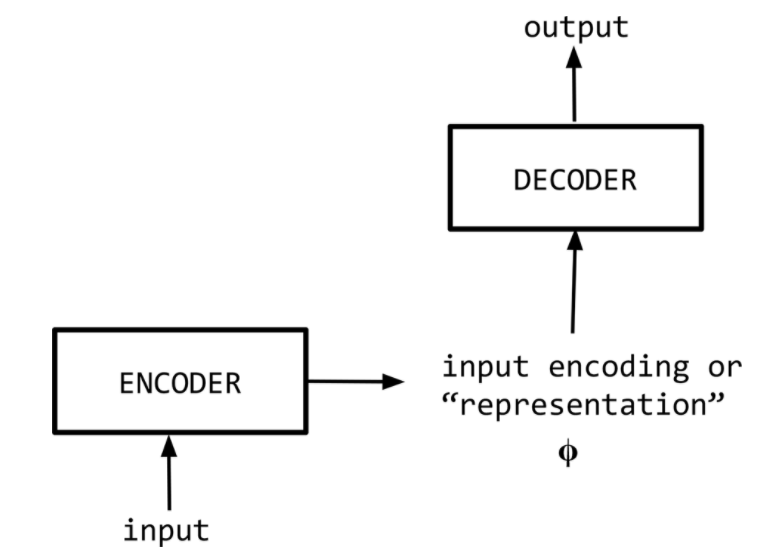 output
DECODER
ENCODER
input encoding or
“representation”
ϕ
input